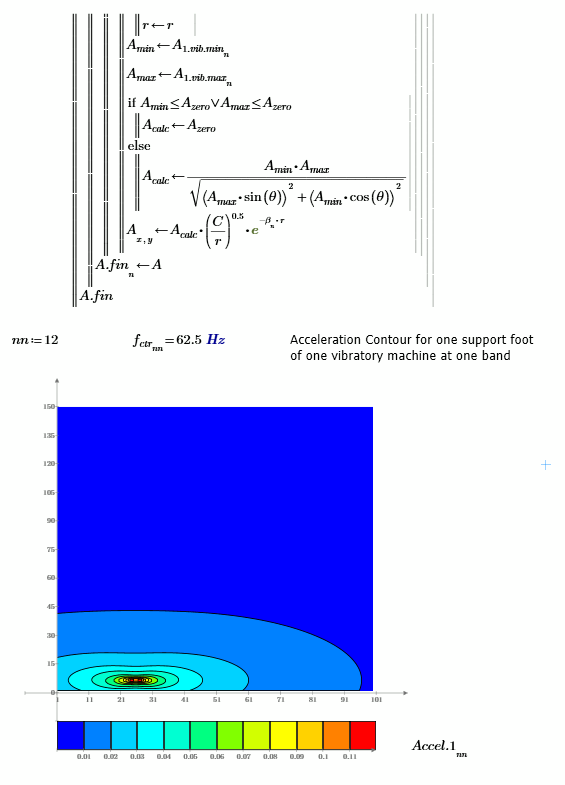 r←r
A_min←A_1.vib.min_n
A_max←A_1.vib.max_n
if A_min≤A_zero∨A_max≤A_zero
A_calc←A_zero
else
A_calc← A_min·A_max / √((A_max·sin(θ))^2+(A_min·cos(θ))^2)
A_x,y←A_calc·(C/r)^0.5·e^(−β_n·r)
A.fin_n←A
A.fin
nn:=12 f_ctr_nn=62.5 Hz Acceleration Contour for one support foot
of one vibratory machine at one band
150
135
120
105
90
75
60
45
30
15
0
1 11 21 31 41 51 61 71 81 91 101
0.01 0.02 0.03 0.04 0.05 0.06 0.07 0.08 0.09 0.1 0.11
Accel.1_nn